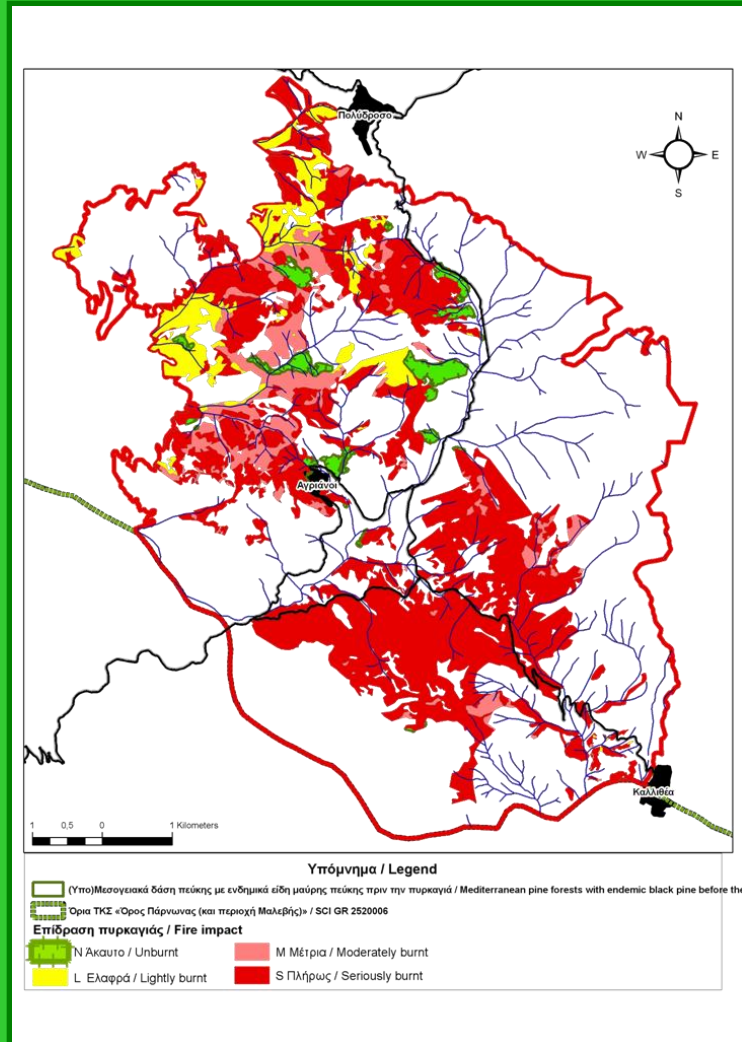 Πολύδροσο
N
W E
S
Αγριάνοι
Καλλιθέα
1 0,5 0 1 Kilometers
Υπόμνημα / Legend
(Υπο)Μεσογειακά δάση πεύκης με ενδημικά είδη μαύρης πεύκης πριν την πυρκαγιά / Mediterranean pine forests with endemic black pine before the
Όρια ΤΚΣ «Όρος Πάρνωνας (και περιοχή Μαλεβής)» / SCI GR 2520006
Επίδραση πυρκαγιάς / Fire impact
N Άκαυτο / Unburnt
M Μέτρια / Moderately burnt
L Ελαφρά / Lightly burnt
S Πλήρως / Seriously burnt